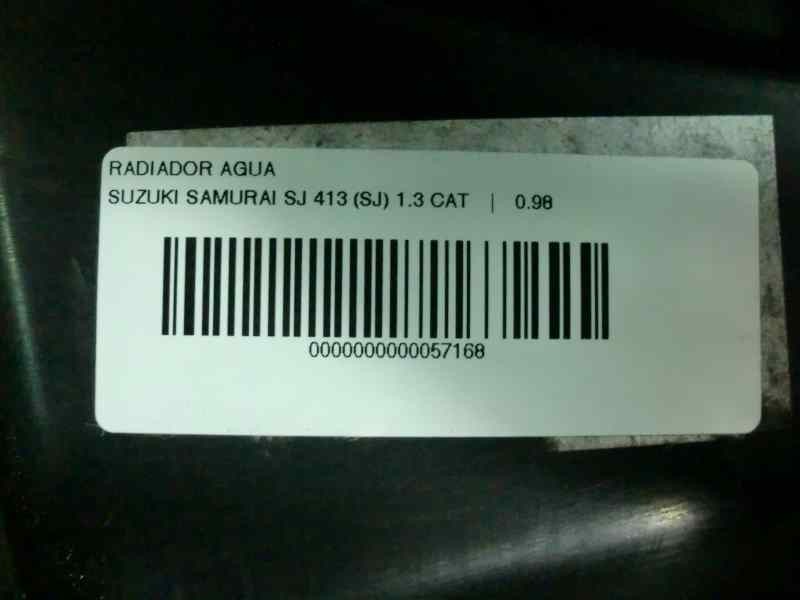 RADIADOR AGUA
SUZUKI SAMURAI SJ 413 (SJ) 1.3 CAT | 0.98
0000000000057168